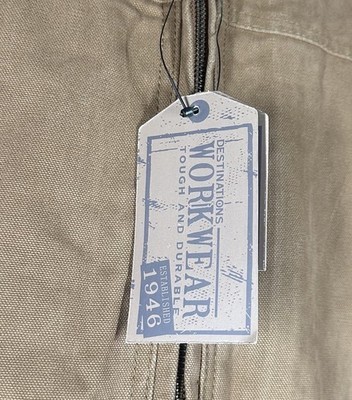 DESTINATIONS
WORKWEAR
TOUGH AND DURABLE
ESTABLISHED
1946